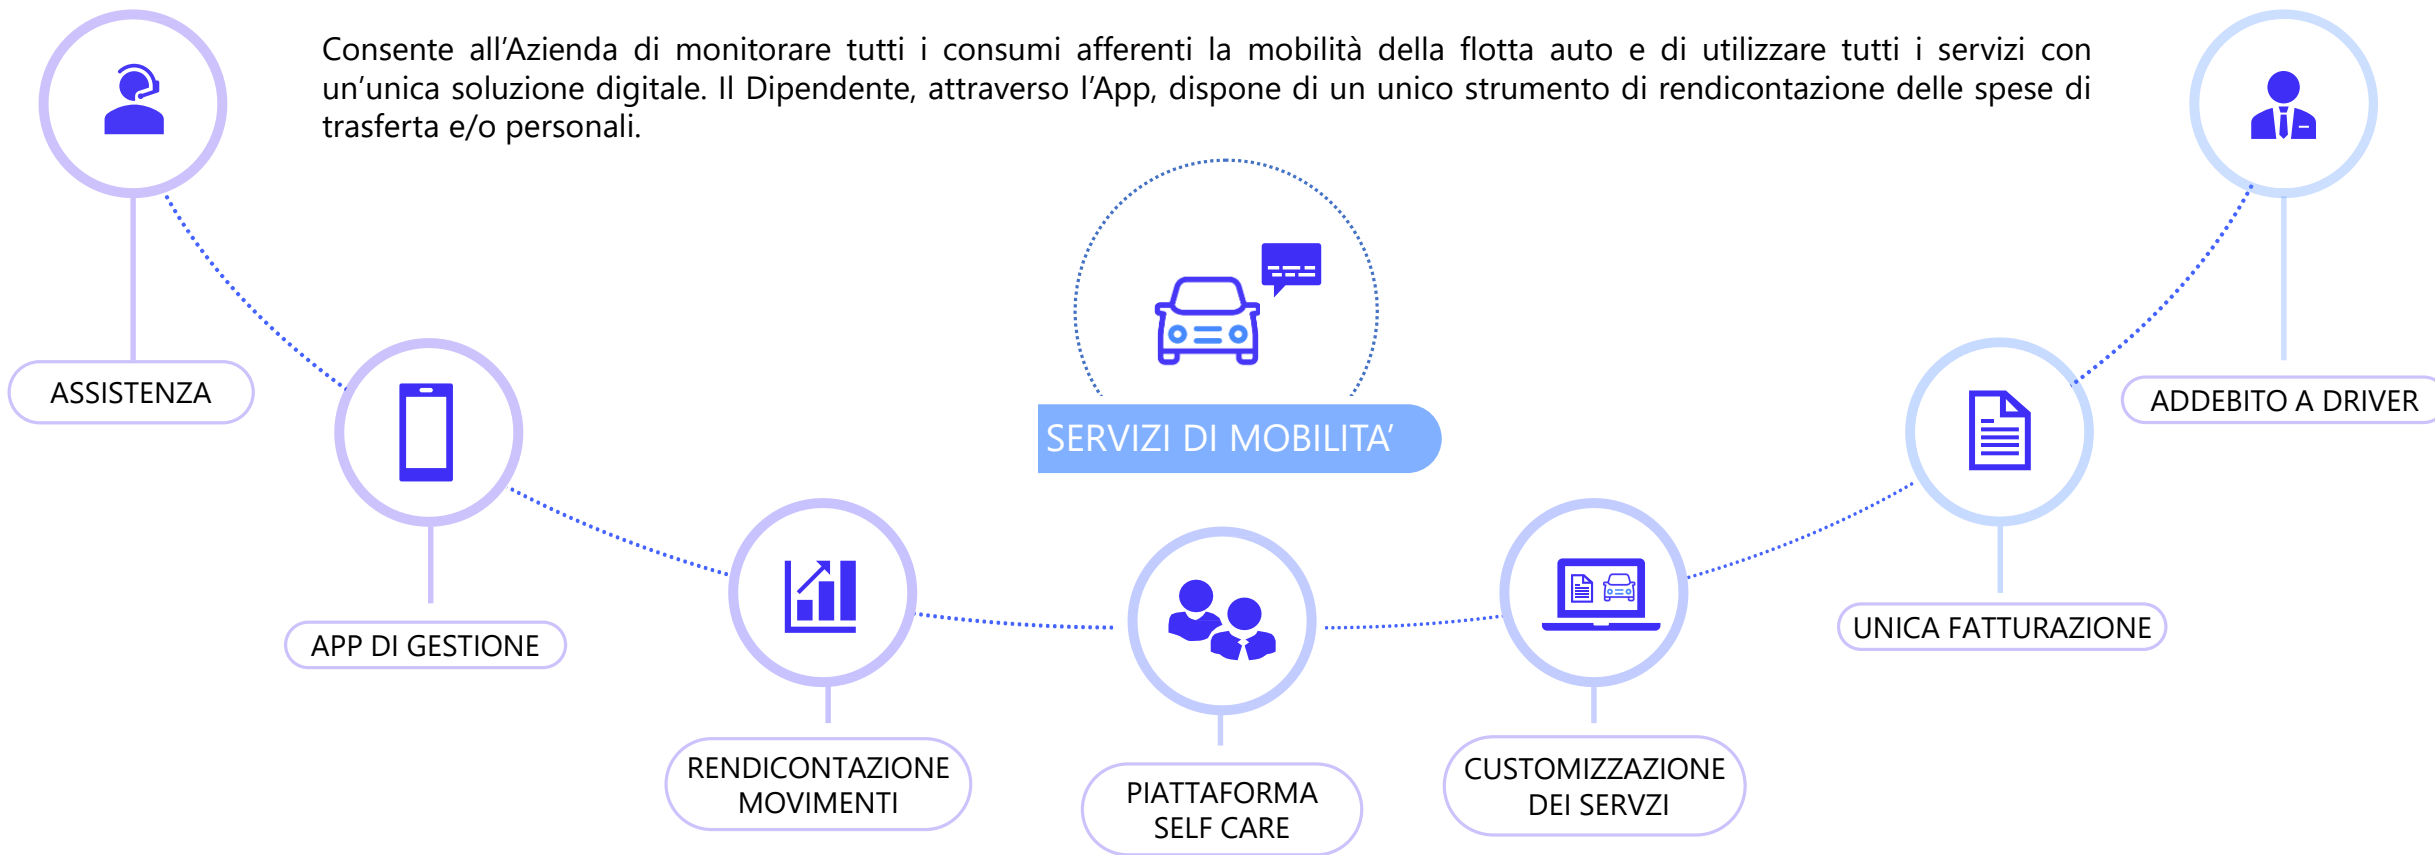 Consente all’Azienda di monitorare tutti i consumi afferenti la mobilità della flotta auto e di utilizzare tutti i servizi con
un’unica soluzione digitale. Il Dipendente, attraverso l’App, dispone di un unico strumento di rendicontazione delle spese di
trasferta e/o personali.
SERVIZI DI MOBILITA’
ASSISTENZA
APP DI GESTIONE
RENDICONTAZIONE
MOVIMENTI
PIATTAFORMA
SELF CARE
CUSTOMIZZAZIONE
DEI SERVZI
UNICA FATTURAZIONE
ADDEBITO A DRIVER